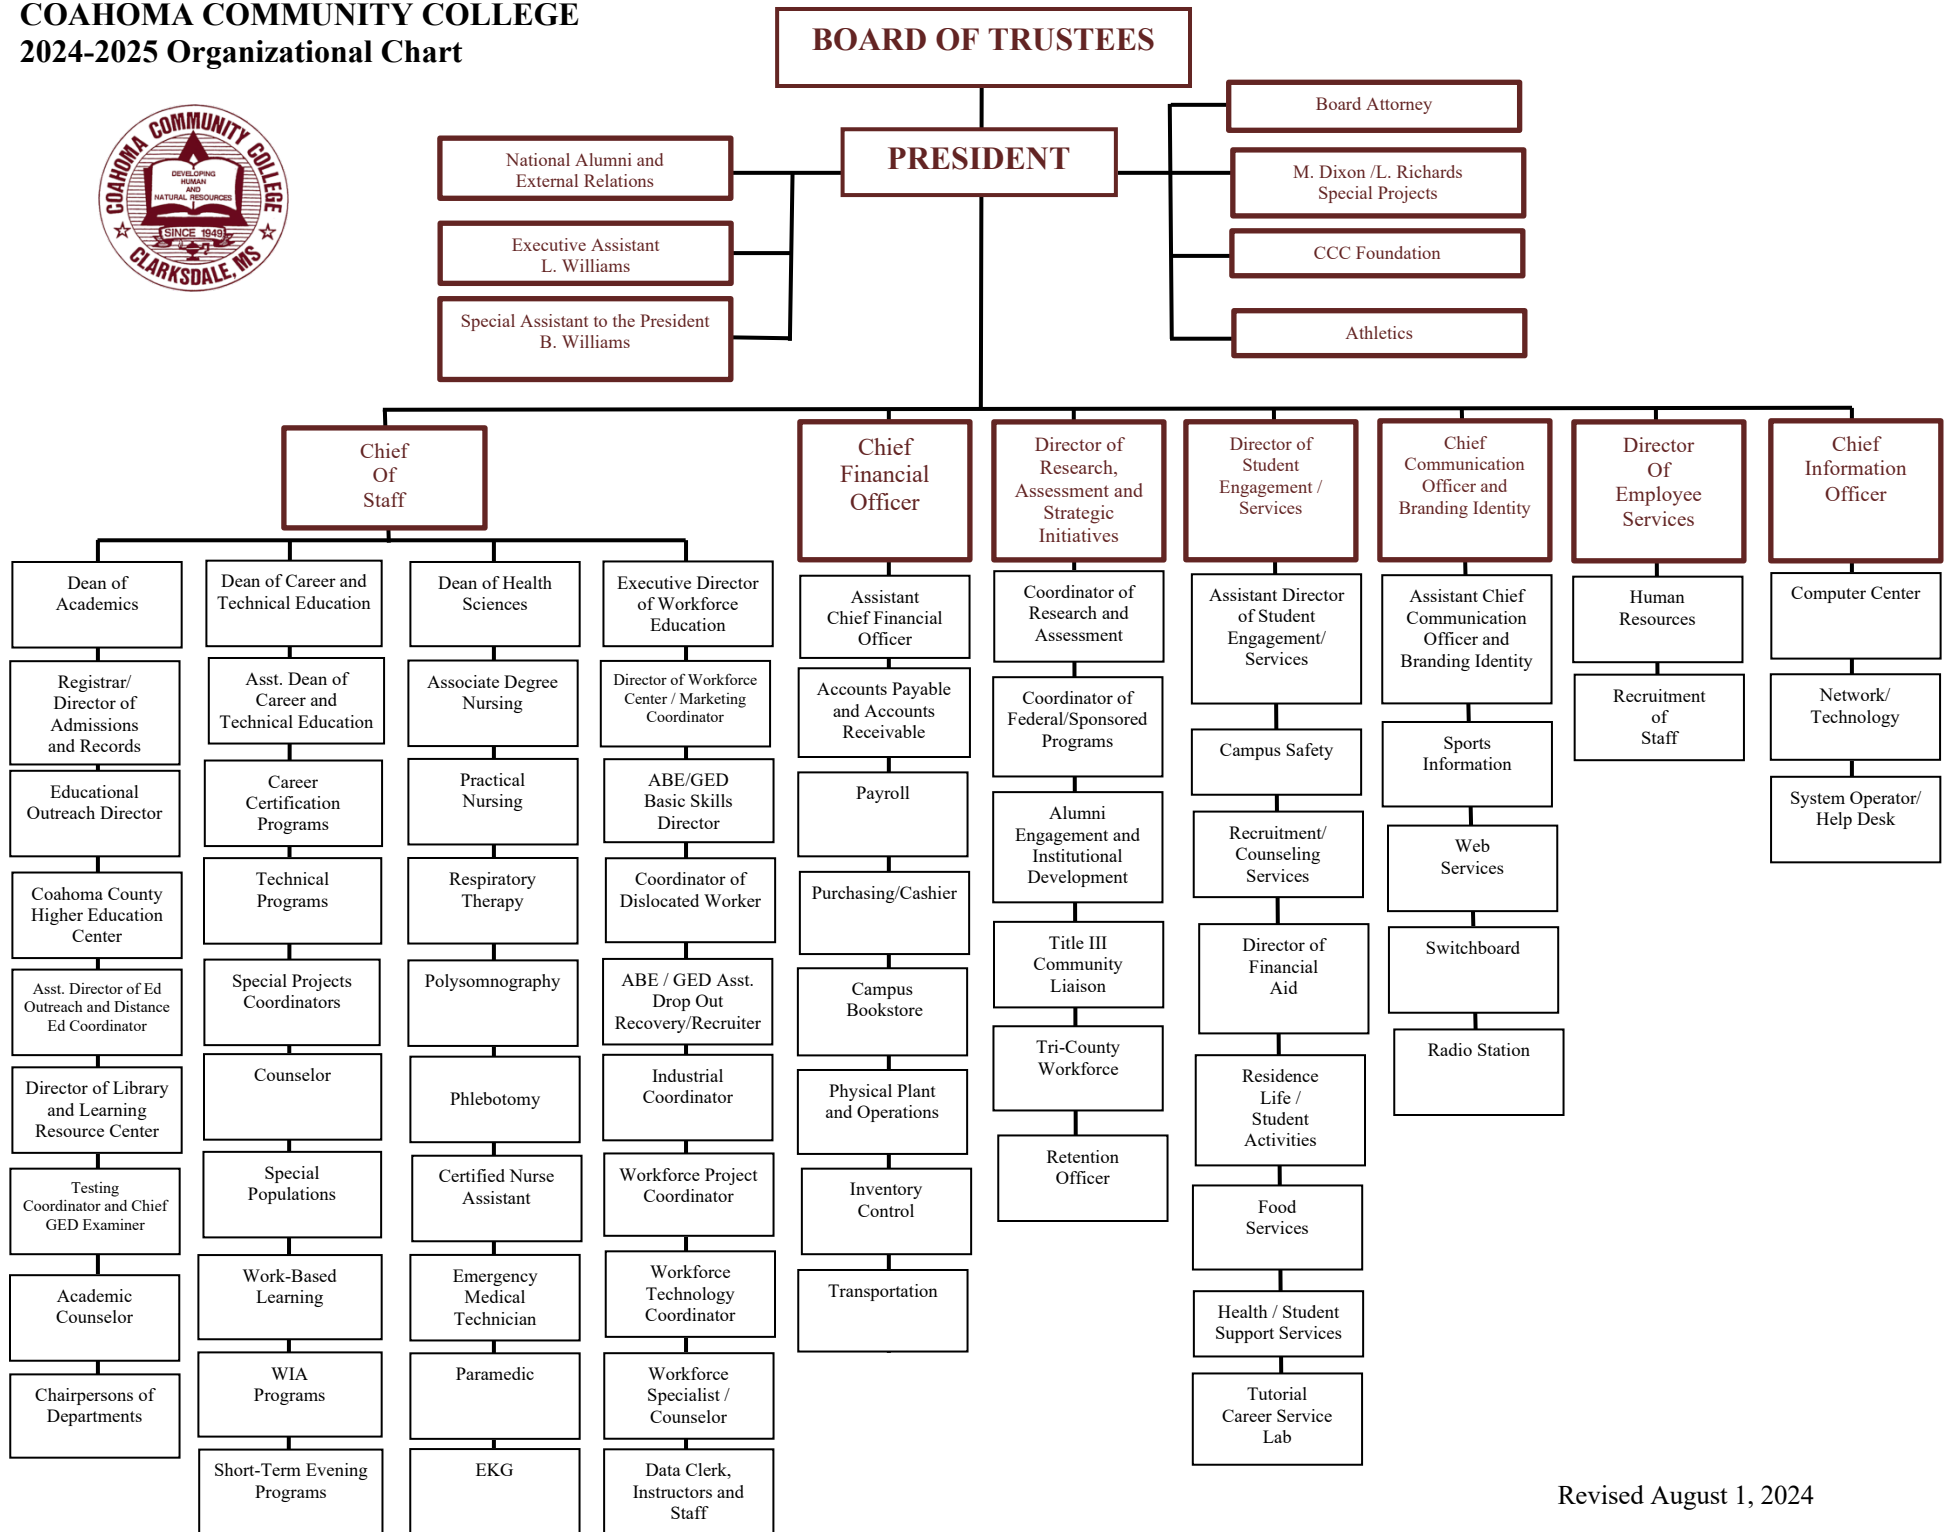 COAHOMA COMMUNITY COLLEGE
2024-2025 Organizational Chart
COAHOMA COMMUNITY COLLEGE
DEVELOPING
HUMAN
AND
NATURAL RESOURCES
SINCE 1949
CLARKSDALE, MS
BOARD OF TRUSTEES
PRESIDENT
National Alumni and
External Relations
Executive Assistant
L. Williams
Special Assistant to the President
B. Williams
Board Attorney
M. Dixon /L. Richards
Special Projects
CCC Foundation
Athletics
Chief
Of
Staff
Dean of
Academics
Registrar/
Director of
Admissions
and Records
Educational
Outreach Director
Coahoma County
Higher Education
Center
Asst. Director of Ed
Outreach and Distance
Ed Coordinator
Director of Library
and Learning
Resource Center
Testing
Coordinator and Chief
GED Examiner
Academic
Counselor
Chairpersons of
Departments
Dean of Career and
Technical Education
Asst. Dean of
Career and
Technical Education
Career
Certification
Programs
Technical
Programs
Special Projects
Coordinators
Counselor
Special
Populations
Work-Based
Learning
WIA
Programs
Short-Term Evening
Programs
Dean of Health
Sciences
Associate Degree
Nursing
Practical
Nursing
Respiratory
Therapy
Polysomnography
Phlebotomy
Certified Nurse
Assistant
Emergency
Medical
Technician
Paramedic
EKG
Executive Director
of Workforce
Education
Director of Workforce
Center / Marketing
Coordinator
ABE/GED
Basic Skills
Director
Coordinator of
Dislocated Worker
ABE / GED Asst.
Drop Out
Recovery/Recruiter
Industrial
Coordinator
Workforce Project
Coordinator
Workforce
Technology
Coordinator
Workforce
Specialist /
Counselor
Data Clerk,
Instructors and
Staff
Chief
Financial
Officer
Assistant
Chief Financial
Officer
Accounts Payable
and Accounts
Receivable
Payroll
Purchasing/Cashier
Campus
Bookstore
Physical Plant
and Operations
Inventory
Control
Transportation
Director of
Research,
Assessment and
Strategic
Initiatives
Coordinator of
Research and
Assessment
Coordinator of
Federal/Sponsored
Programs
Alumni
Engagement and
Institutional
Development
Title III
Community
Liaison
Tri-County
Workforce
Retention
Officer
Director of
Student
Engagement /
Services
Assistant Director
of Student
Engagement/
Services
Campus Safety
Recruitment/
Counseling
Services
Director of
Financial
Aid
Residence
Life /
Student
Activities
Food
Services
Health / Student
Support Services
Tutorial
Career Service
Lab
Chief
Communication
Officer and
Branding Identity
Assistant Chief
Communication
Officer and
Branding Identity
Sports
Information
Web
Services
Switchboard
Radio Station
Director
Of
Employee
Services
Human
Resources
Recruitment
of
Staff
Chief
Information
Officer
Computer Center
Network/
Technology
System Operator/
Help Desk
Revised August 1, 2024